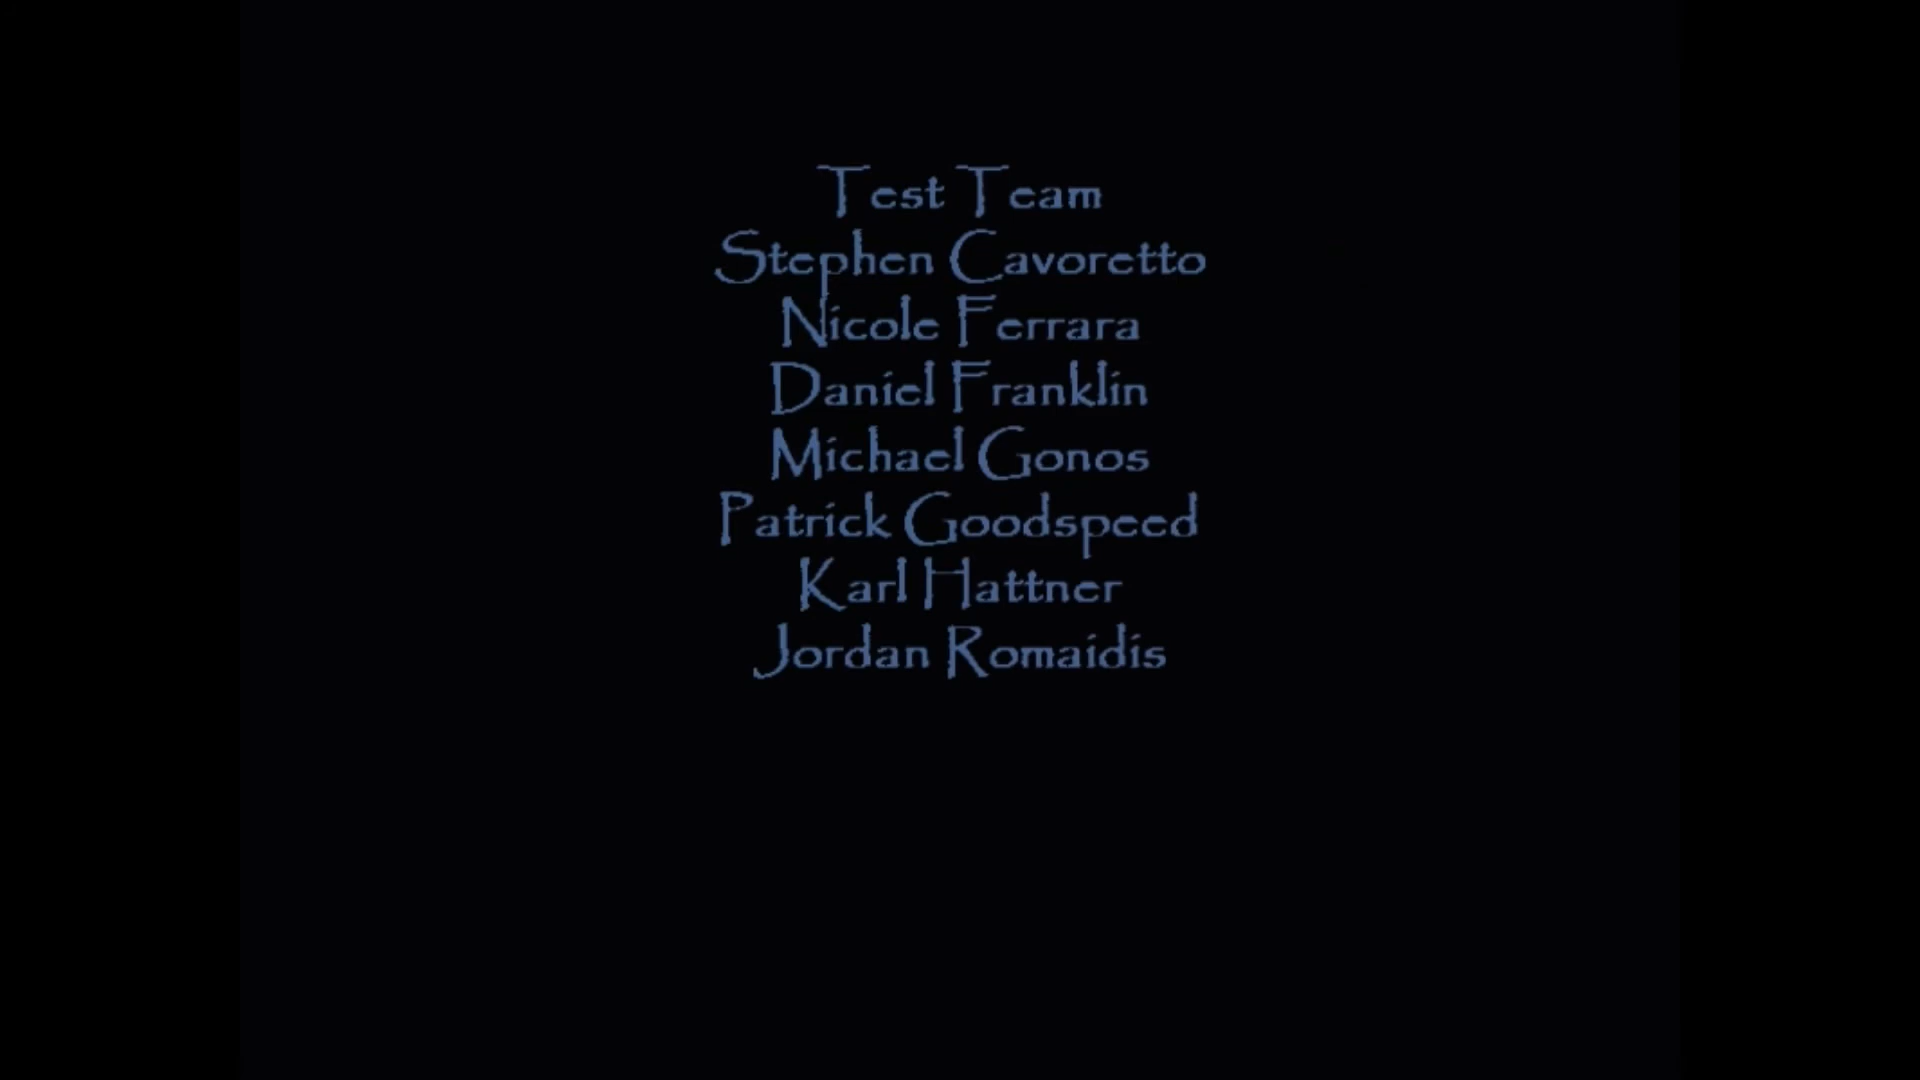 Test Team
Stephen Cavoretto
Nicole Ferrara
Daniel Franklin
Michael Gonos
Patrick Goodspeed
Karl Hattner
Jordan Romaidis